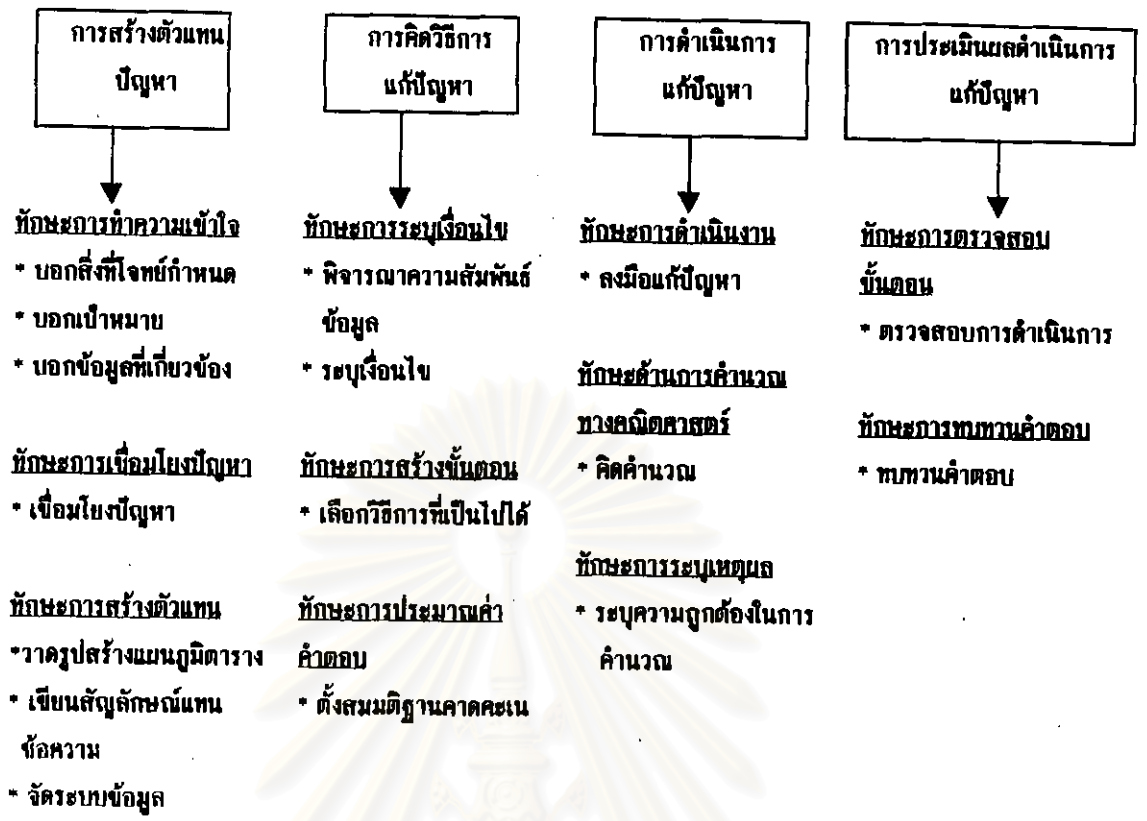 การสร้างตัวแทน
ปัญหา
การคิดวิธีการ
แก้ปัญหา
การดำเนินการ
แก้ปัญหา
การประเมินผลดำเนินการ
แก้ปัญหา
ทักษะการทำความเข้าใจ
* บอกสิ่งที่โจทย์กำหนด
* บอกเป้าหมาย
* บอกข้อมูลที่เกี่ยวข้อง
ทักษะการเชื่อมโยงปัญหา
* เชื่อมโยงปัญหา
ทักษะการสร้างตัวแทน
*วาดรูปสร้างแผนภูมิตาราง
* เขียนสัญลักษณ์แทน
ข้อความ
* จัดระบบข้อมูล
ทักษะการระบุเงื่อนไข
* พิจารณาความสัมพันธ์
ข้อมูล
* ระบุเงื่อนไข
ทักษะการสร้างขั้นตอน
* เลือกวิธีการที่เป็นไปได้
ทักษะการประมาณค่า
คำตอบ
* ตั้งสมมติฐานคาดคะเน
ทักษะการดำเนินงาน
* ลงมือแก้ปัญหา
ทักษะด้านการคำนวณ
ทางคณิตศาสตร์
* คิดคำนวณ
ทักษะการระบุเหตุผล
* ระบุความถูกต้องในการ
คำนวณ
ทักษะการตรวจสอบ
ขั้นตอน
* ตรวจสอบการดำเนินการ
ทักษะการทบทวนคำตอบ
* ทบทวนคำตอบ